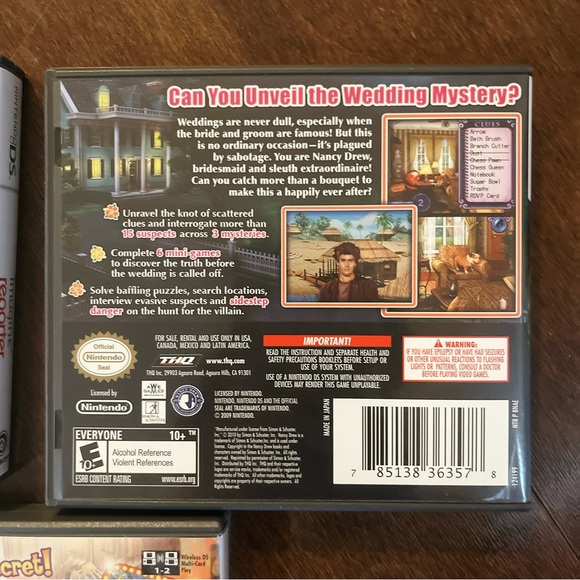 NINTENDO DS
reporter
Can You Unveil the Wedding Mystery?
Weddings are never dull, especially when
the bride and groom are famous! But this
is no ordinary occasion—it's plagued
by sabotage. You are Nancy Drew,
bridesmaid and sleuth extraordinaire!
Can you catch more than a bouquet to
make this a happily ever after?
Unravel the knot of scattered
clues and interrogate more than
15 suspects across 8 mysteries.
Complete 6 mini-games
to discover the truth before
the wedding is called off.
Solve baffling puzzles, search locations,
interview evasive suspects and sidestep
danger on the hunt for the villain.
CLUES
Arrow
Bath Brush
Branch Cutter
Chess Pawn
Chess Queen
Notebook
Sugar Bowl
Trophy
RSVP Card
2
Official
Nintendo
Seal
Licensed by
Nintendo
FOR SALE, RENTAL AND USE ONLY IN USA,
CANADA, MEXICO AND LATIN AMERICA.
THQ www.thq.com
THQ Inc, 29903 Agoura Road, Agoura Hills, CA 91301
SIMON &
SCHUSTER
LICENSED BY NINTENDO.
NINTENDO, NINTENDO DS AND THE OFFICIAL
SEAL ARE TRADEMARKS OF NINTENDO.
© 2009 NINTENDO.
IMPORTANT!
READ THE INSTRUCTION AND SEPARATE HEALTH AND
SAFETY PRECAUTIONS BOOKLETS BEFORE SETUP OR
USE OF YOUR SYSTEM.
USE OF A NINTENDO DS SYSTEM WITH UNAUTHORIZED
DEVICES MAY RENDER THIS GAME UNPLAYABLE.
WARNING:
IF YOU HAVE EPILEPSY OR HAVE HAD SEIZURES
OR OTHER UNUSUAL REACTIONS TO FLASHING
LIGHTS OR PATTERNS, CONSULT A DOCTOR
BEFORE PLAYING VIDEO GAMES.
EVERYONE 10+™
E 10+
Alcohol Reference
Violent References
ESRB CONTENT RATING www.esrb.org
MADE IN JAPAN
7 85138 36357 8
124199
cret!
1-2
Wireless DS
Multi-Card
Play